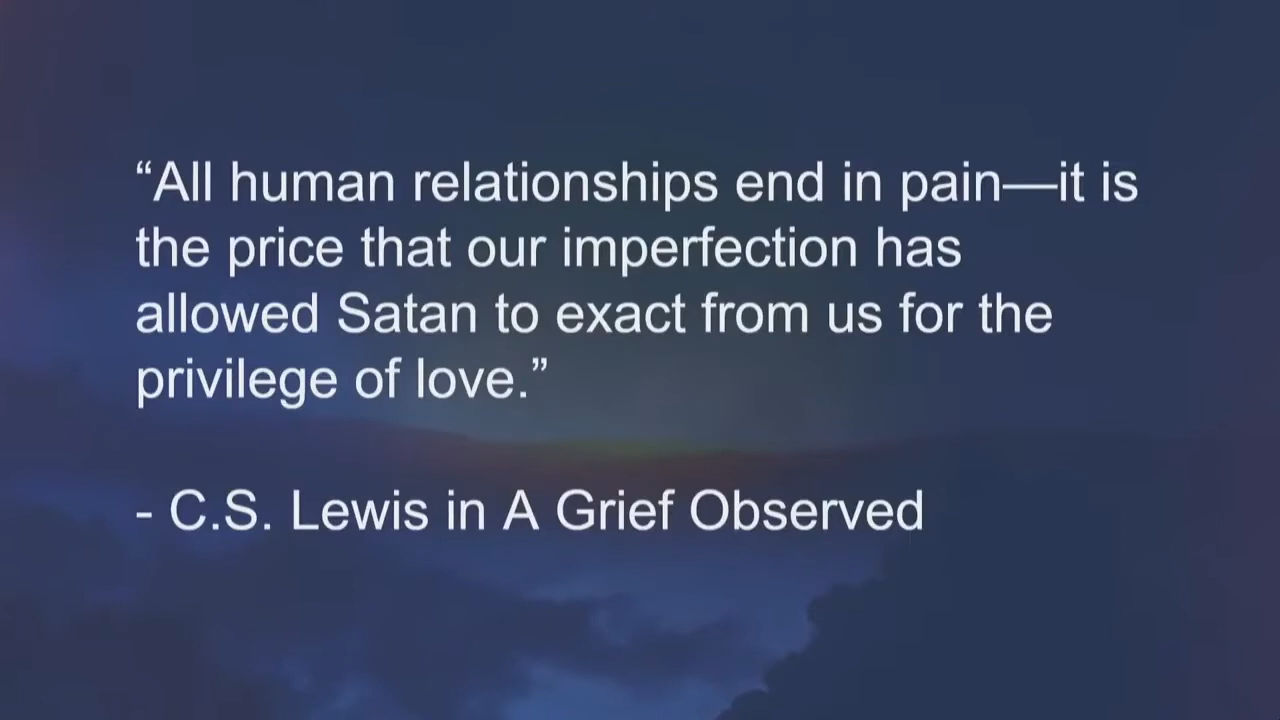 “All human relationships end in pain—it is
the price that our imperfection has
allowed Satan to exact from us for the
privilege of love.”
- C.S. Lewis in A Grief Observed